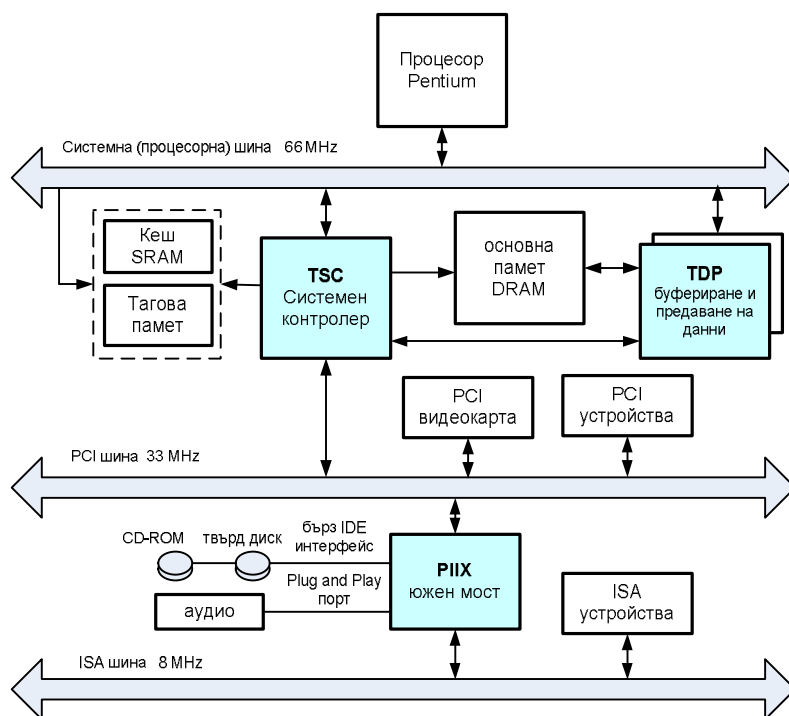 Процесор
Pentium
Системна (процесорна) шина 66 MHz
Кеш
SRAM
Тагова
памет
TSC
Системен
контролер
основна
памет
DRAM
TDP
буфериране и
предаване на
данни
PCI
видеокарта
PCI
устройства
PCI шина 33 MHz
CD-ROM
твърд диск
бърз IDE
интерфейс
Plug and Play
порт
аудио
PIIX
южен мост
ISA
устройства
ISA шина 8 MHz